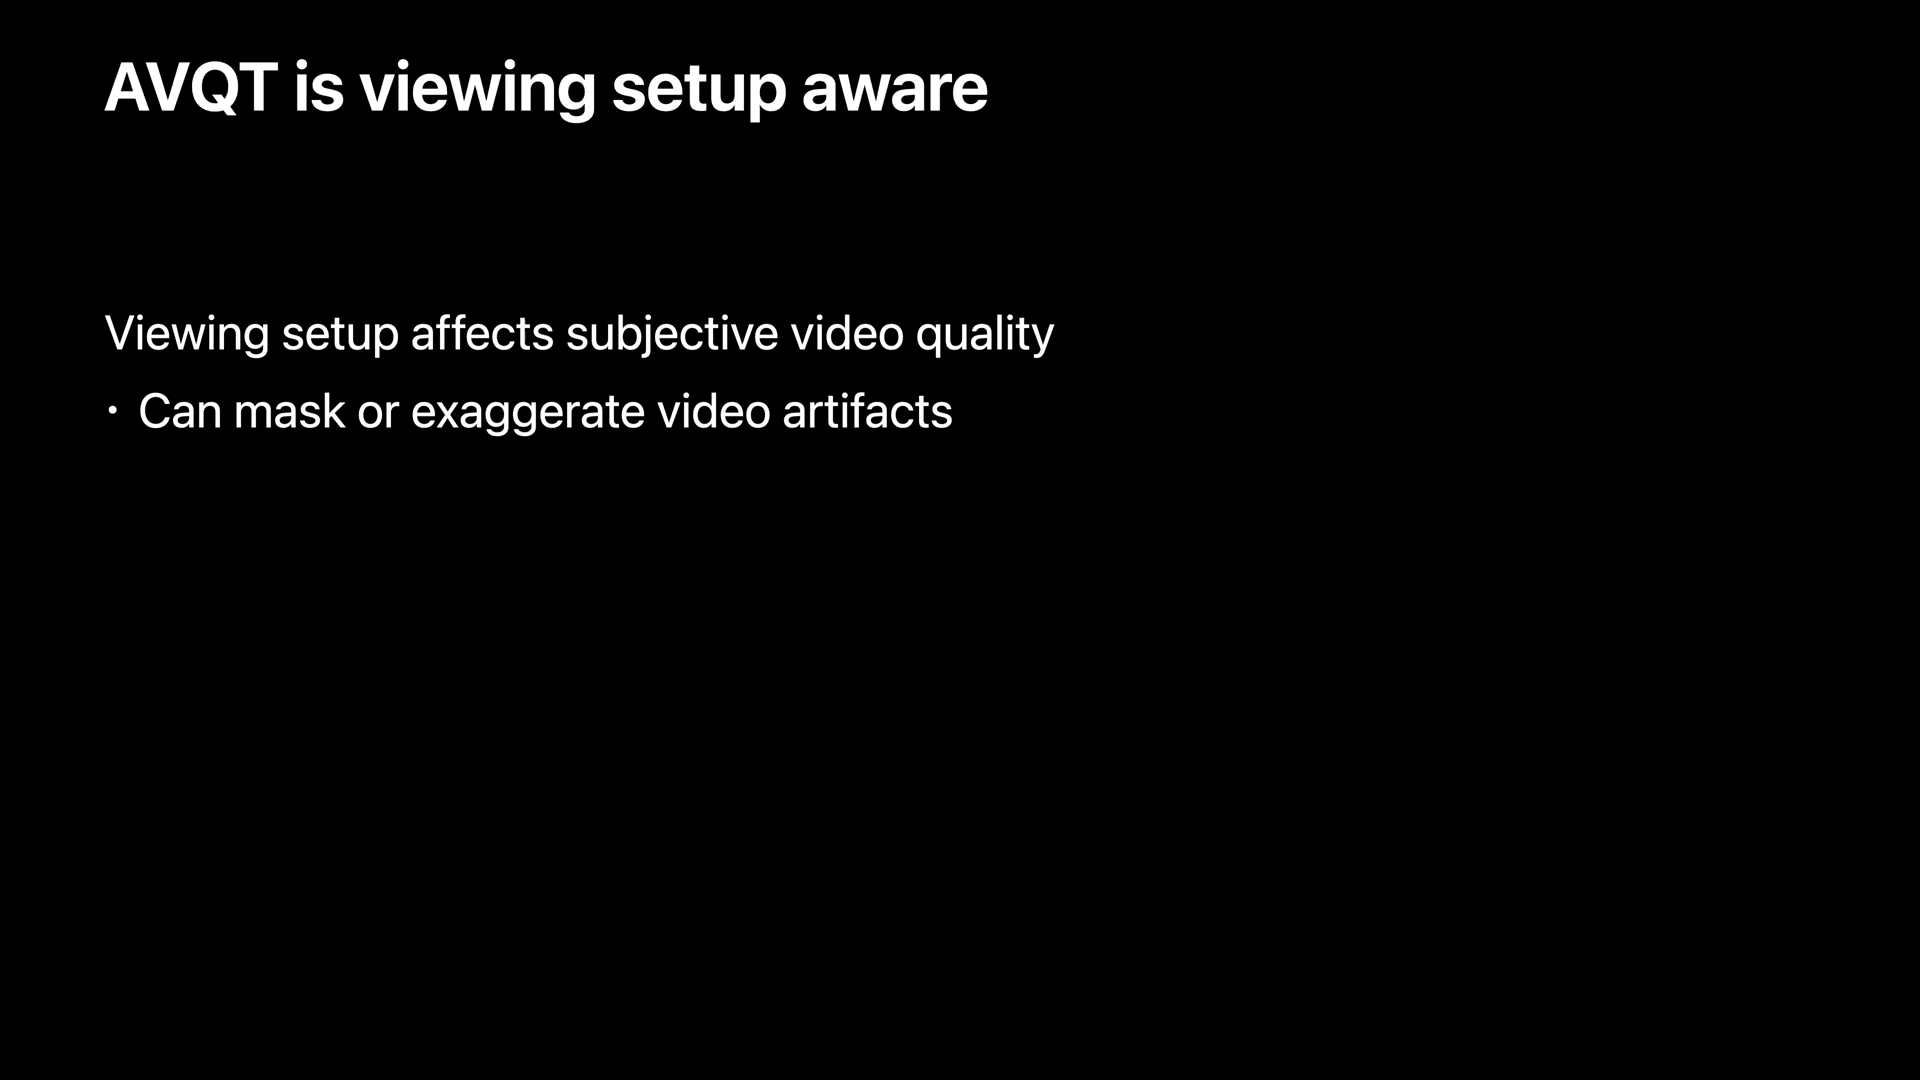 AVQT is viewing setup aware
Viewing setup affects subjective video quality
• Can mask or exaggerate video artifacts